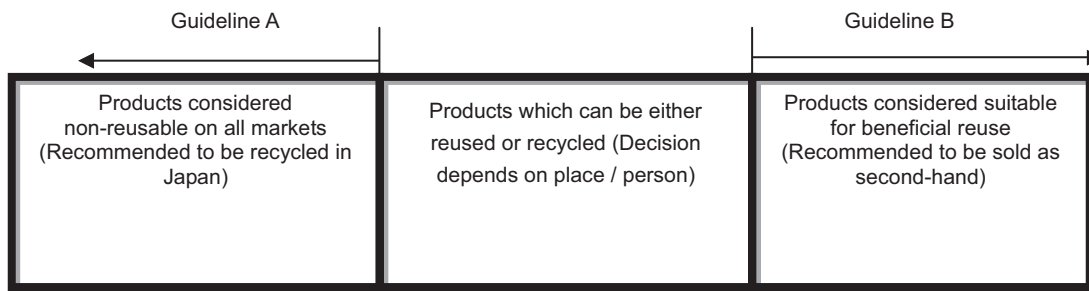 Guideline A
Guideline B
Products considered
non-reusable on all markets
(Recommended to be recycled in
Japan)
Products which can be either
reused or recycled (Decision
depends on place / person)
Products considered suitable
for beneficial reuse
(Recommended to be sold as
second-hand)